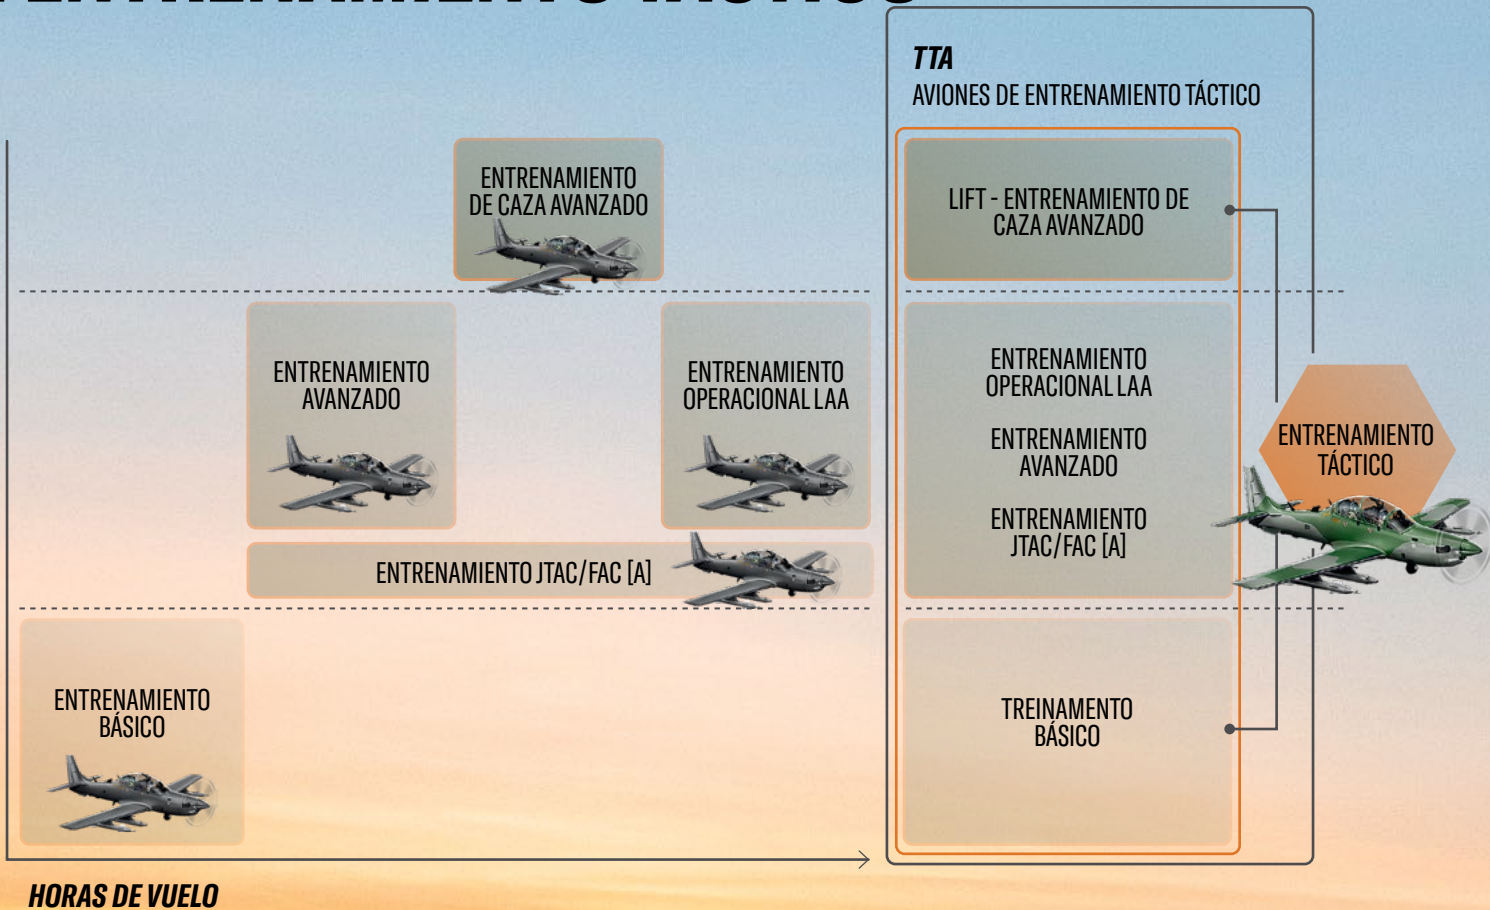 ENTRENAMIENTO TÁCTICO
TTA
AVIONES DE ENTRENAMIENTO TÁCTICO
ENTRENAMIENTO
DE CAZA AVANZADO
LIFT - ENTRENAMIENTO DE
CAZA AVANZADO
ENTRENAMIENTO
AVANZADO
ENTRENAMIENTO
OPERACIONAL LAA
ENTRENAMIENTO
OPERACIONAL LAA
ENTRENAMIENTO
AVANZADO
ENTRENAMIENTO
JTAC/FAC [A]
ENTRENAMIENTO
TÁCTICO
ENTRENAMIENTO JTAC/FAC [A]
ENTRENAMIENTO
BÁSICO
TREINAMENTO
BÁSICO
HORAS DE VUELO